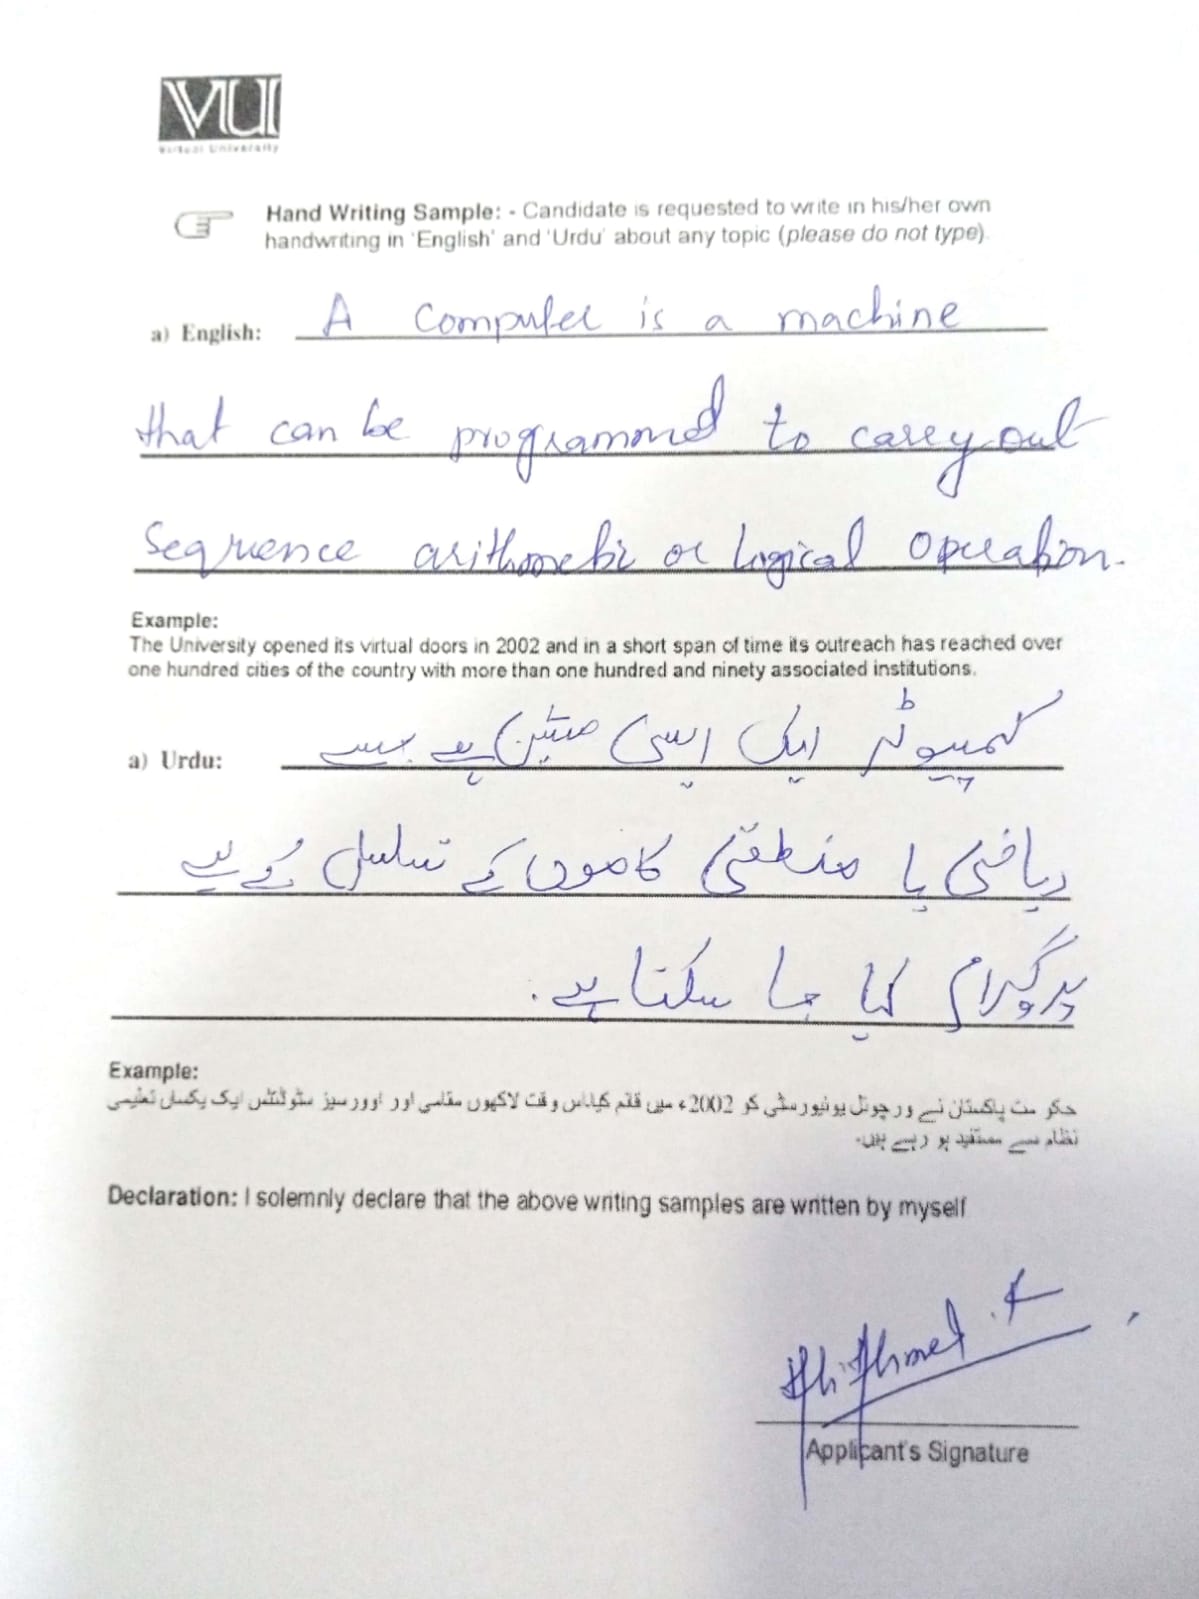 VU
Virtual University
Hand Writing Sample: - Candidate is requested to write in his/her own
handwriting in 'English' and 'Urdu' about any topic (please do not type).
a) English: A Computer is a machine
that can be programmed to carry out
Sequence arithmetic or Logical Operation.
Example:
The University opened its virtual doors in 2002 and in a short span of time its outreach has reached over
one hundred cities of the country with more than one hundred and ninety associated institutions.
a) Urdu: کمپیوٹر ایک ایسی مشین ہے جسے
ریاضی یا منطقی کاموں کے تسلسل کے لیے
پروگرام کیا جا سکتا ہے.
Example:
حکومت پاکستان نے ورچوئل یونیورسٹی کو 2002ء میں قائم کیا۔اس وقت لاکھوں مقامی اور اوورسیز سٹوڈنٹس ایک یکساں تعلیمی
نظام سے مستفید ہو رہے ہیں۔
Declaration: I solemnly declare that the above writing samples are written by myself
Applicant's Signature